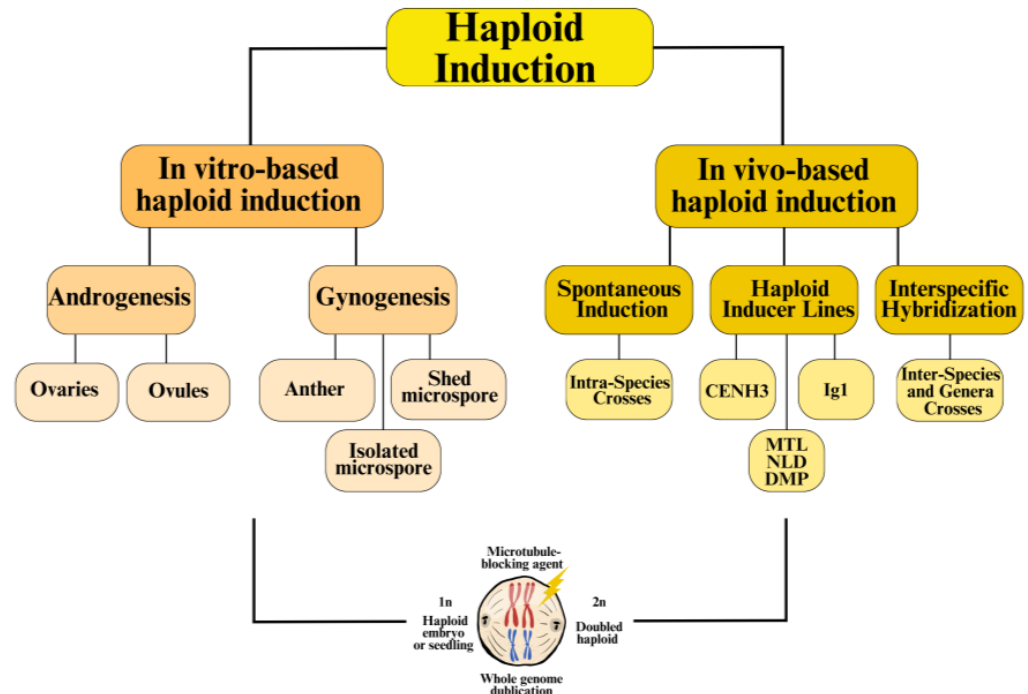 Haploid
Induction
In vitro-based
haploid induction
In vivo-based
haploid induction
Androgenesis
Gynogenesis
Spontaneous
Induction
Haploid
Inducer Lines
Interspecific
Hybridization
Ovaries
Ovules
Anther
Shed
microspore
Isolated
microspore
Intra-Species
Crosses
CENH3
Ig1
Inter-Species
and Genera
Crosses
MTL
NLD
DMP
Microtubule-
blocking agent
1n
Haploid
embryo
or seedling
2n
Doubled
haploid
Whole genome
dublication